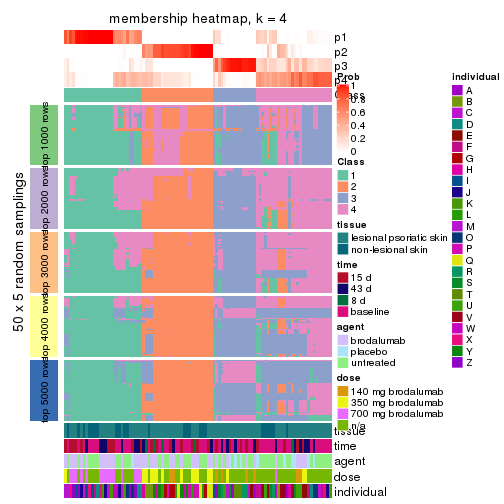 membership heatmap, k = 4
p1
p2
p3
p4
Class
50 x 5 random samplings
top 1000 rows
top 2000 rows
top 3000 rows
top 4000 rows
top 5000 rows
tissue
time
agent
dose
individual
Prob
1
0.8
0.6
0.4
0.2
0
Class
1
2
3
4
tissue
lesional psoriatic skin
non-lesional skin
time
15 d
43 d
8 d
baseline
agent
brodalumab
placebo
untreated
dose
140 mg brodalumab
350 mg brodalumab
700 mg brodalumab
n/a
individual
A
B
C
D
E
F
G
H
I
J
K
L
M
O
P
Q
R
S
T
U
V
W
X
Y
Z